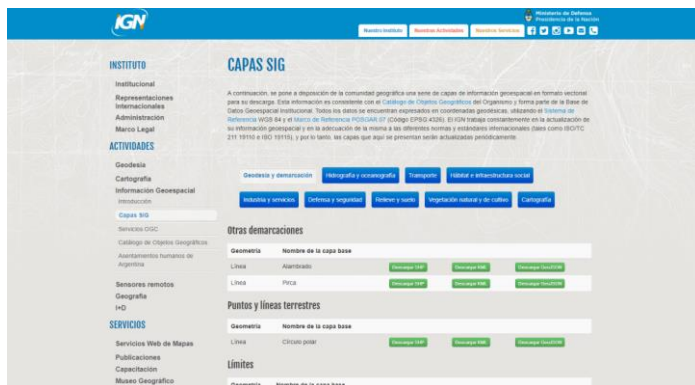 IGN
Ministerio de Defensa
Presidencia de la Nación
Nuestro Instituto
Nuestras Actividades
Nuestros Servicios
INSTITUTO
Institucional
Representaciones
Internacionales
Administración
Marco Legal
ACTIVIDADES
Geodesia
Cartografía
Información Geoespacial
Introducción
Capas SIG
Servicios OGC
Catálogo de Objetos Geográficos
Asentamientos humanos de
Argentina
Sensores remotos
Geografía
I+D
SERVICIOS
Servicios Web de Mapas
Publicaciones
Capacitación
Museo Geográfico
CAPAS SIG
A continuación, se pone a disposición de la comunidad geográfica una serie de capas de información geoespacial en formato vectorial
para su descarga. Esta información es consistente con el Catálogo de Objetos Geográficos del Organismo y forma parte de la Base de
Datos Geoespacial Institucional. Todos los datos se encuentran expresados en coordenadas geodésicas, utilizando el Sistema de
Referencia WGS 84 y el Marco de Referencia POSGAR 07 (Código EPSG:4326). El IGN trabaja constantemente en la actualización de
su información geoespacial y en la adecuación de la misma a las diferentes normas y estándares internacionales (tales como ISO/TC
211 19110 e ISO 19115), y por lo tanto, las capas que aquí se presentan serán actualizadas periódicamente.
Geodesia y demarcación
Hidrografía y oceanografía
Transporte
Hábitat e infraestructura social
Industria y servicios
Defensa y seguridad
Relieve y suelo
Vegetación natural y de cultivo
Cartografía
Otras demarcaciones
Geometría Nombre de la capa base
Línea Alambrado Descargar SHP Descargar KML Descargar GeoJSON
Línea Pirca Descargar SHP Descargar KML Descargar GeoJSON
Puntos y líneas terrestres
Geometría Nombre de la capa base
Línea Círculo polar Descargar SHP Descargar KML Descargar GeoJSON
Límites
Geometría Nombre de la capa base